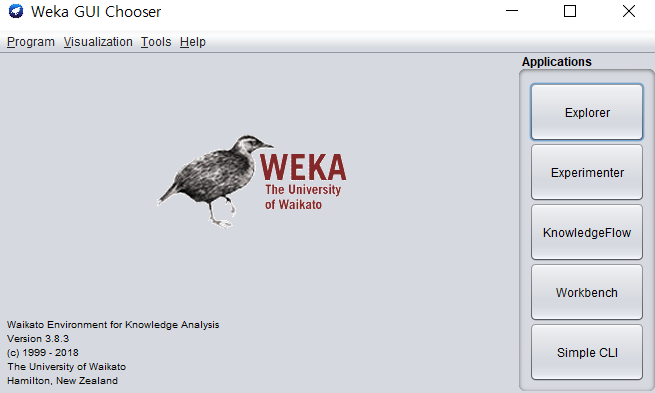 Weka GUI Chooser
Program Visualization Tools Help
Applications
Explorer
Experimenter
KnowledgeFlow
Workbench
Simple CLI
WEKA
The University
of Waikato
Waikato Environment for Knowledge Analysis
Version 3.8.3
(c) 1999 - 2018
The University of Waikato
Hamilton, New Zealand